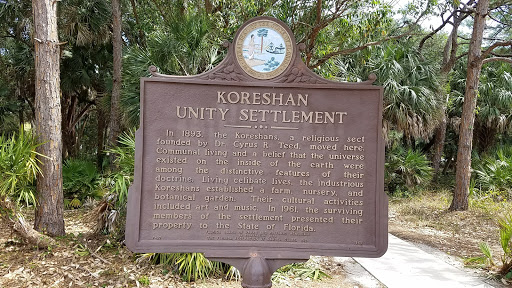 KORESHAN
UNITY SETTLEMENT
In 1893, the Koreshans, a religious sect
founded by Dr. Cyrus R. Teed, moved here.
Communal living and a belief that the universe
existed on the inside of the earth were
among the distinctive features of their
doctrine. Living celibate lives, the industrious
Koreshans established a farm, nursery, and
botanical garden. Their cultural activities
included art and music. In 1961, the surviving
members of the settlement presented their
property to the State of Florida.